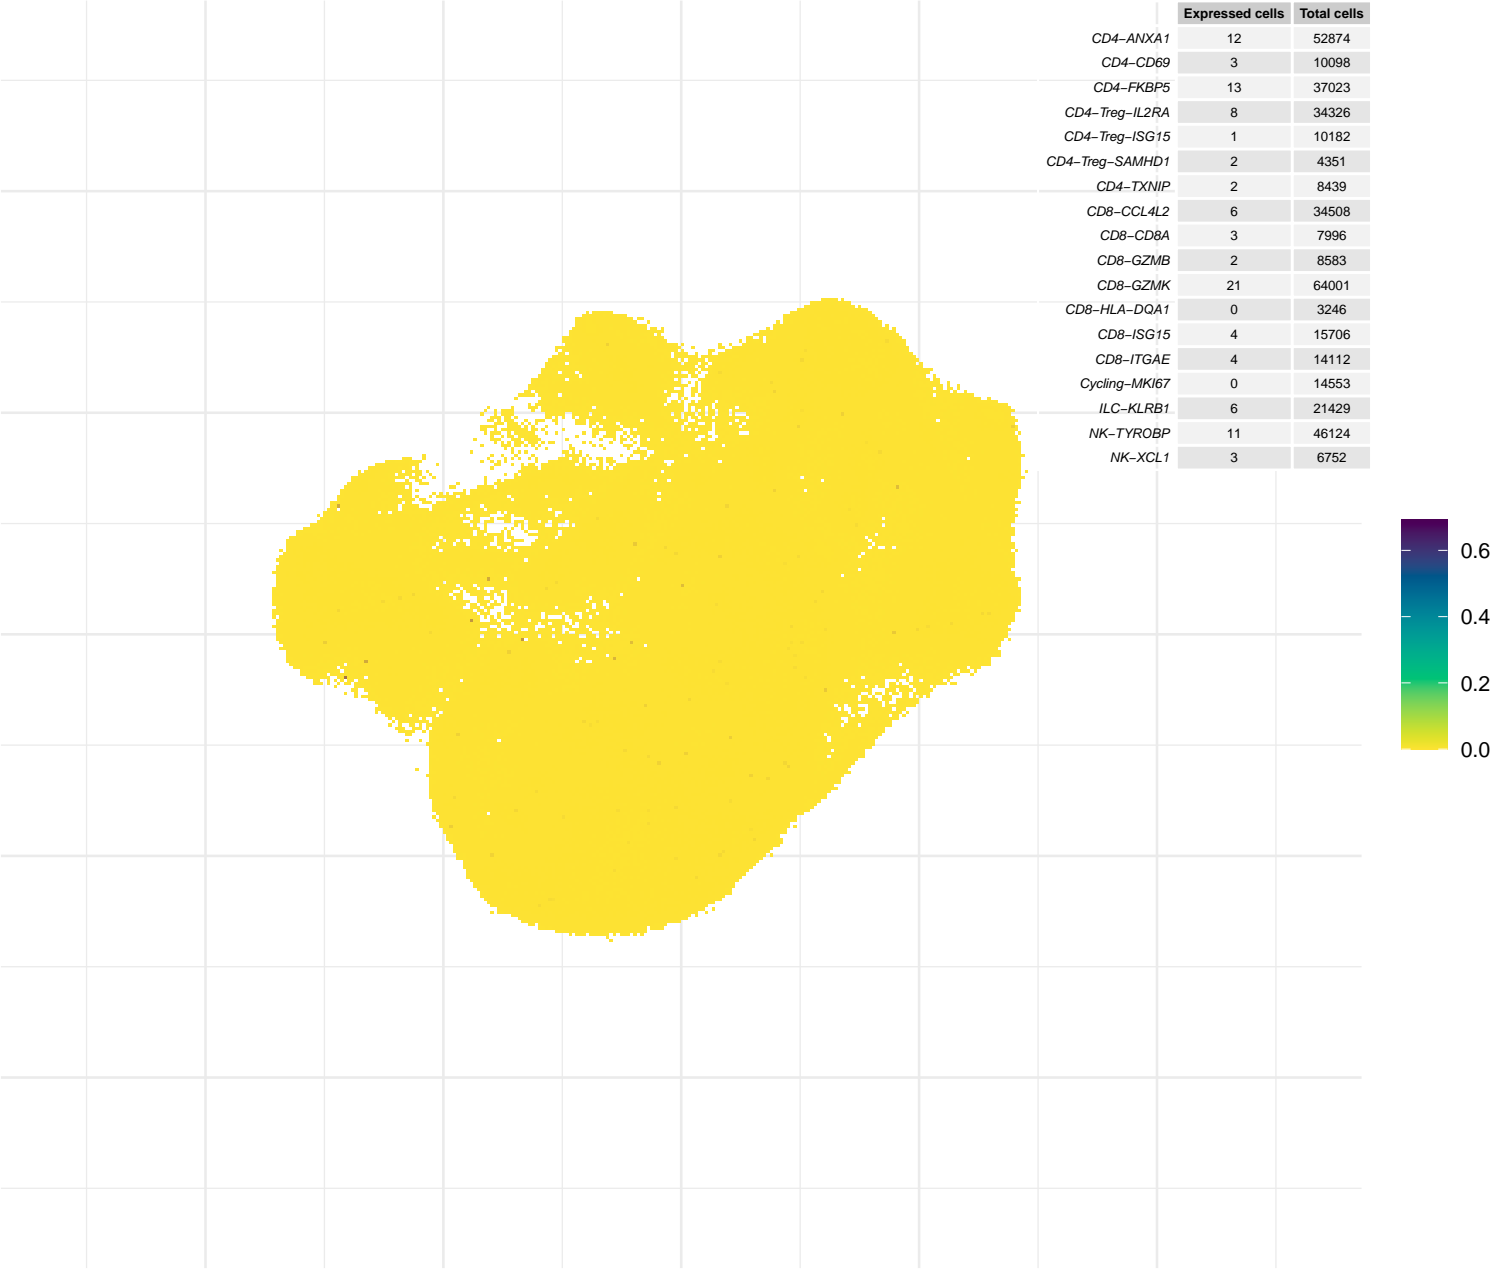 Expressed cells Total cells
CD4−ANXA1 12 52874
CD4−CD69 3 10098
CD4−FKBP5 13 37023
CD4−Treg−IL2RA 8 34326
CD4−Treg−ISG15 1 10182
CD4−Treg−SAMHD1 2 4351
CD4−TXNIP 2 8439
CD8−CCL4L2 6 34508
CD8−CD8A 3 7996
CD8−GZMB 2 8583
CD8−GZMK 21 64001
CD8−HLA−DQA1 0 3246
CD8−ISG15 4 15706
CD8−ITGAE 4 14112
Cycling−MKI67 0 14553
ILC−KLRB1 6 21429
NK−TYROBP 11 46124
NK−XCL1 3 6752
0.6
0.4
0.2
0.0